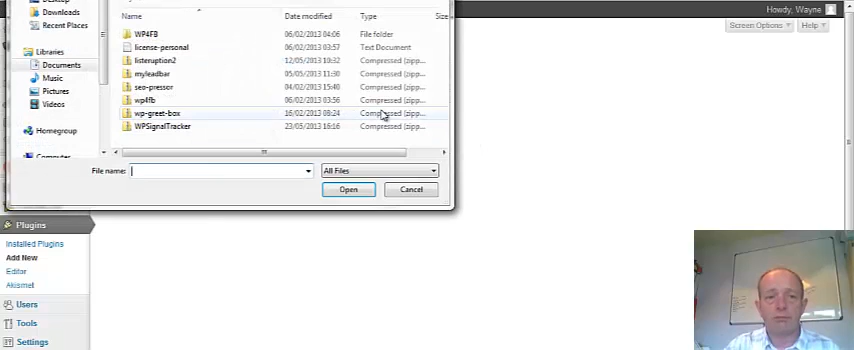 Howdy, Wayne
Screen Options Help
Desktop
Downloads
Recent Places
Libraries
Documents
Music
Pictures
Videos
Homegroup
Computer
Name Date modified Type Size
WP4FB 06/02/2013 04:06 File folder
license-personal 06/02/2013 03:57 Text Document
listeruption2 12/05/2013 19:32 Compressed (zipp...
myleadbar 05/05/2013 11:30 Compressed (zipp...
seo-pressor 04/02/2013 15:40 Compressed (zipp...
wp4fb 06/02/2013 03:56 Compressed (zipp...
wp-greet-box 16/02/2013 08:24 Compressed (zipp...
WPSignalTracker 23/05/2013 16:16 Compressed (zipp...
File name: All Files
Open Cancel
Plugins
Installed Plugins
Add New
Editor
Akismet
Users
Tools
Settings